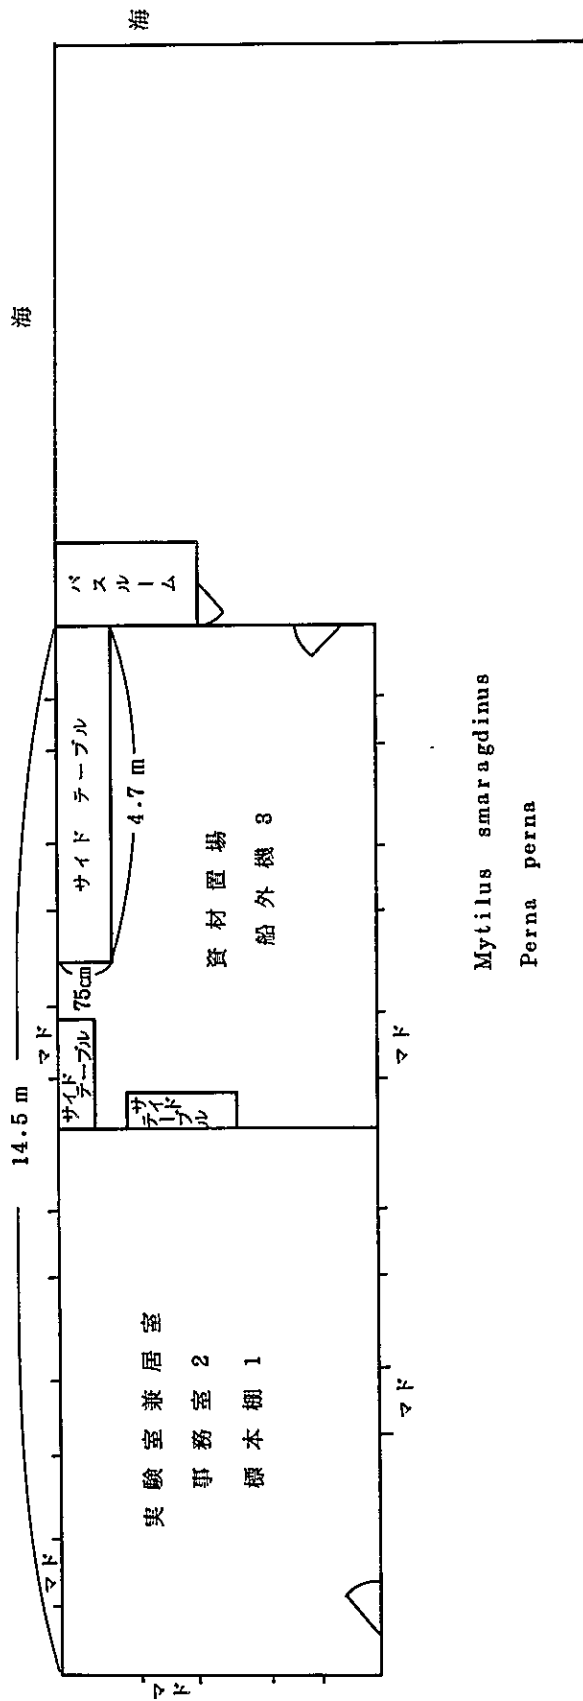 海
海
14.5 m
マド
マド
マド
バスルーム
サイド テーブル
4.7 m
75cm
サイド
テーブル
サイド
テーブル
資材置場
船外機 3
実験室兼居室
事務室 2
標本棚 1
マド
マド
Mytilus smaragdinus
Perna perna